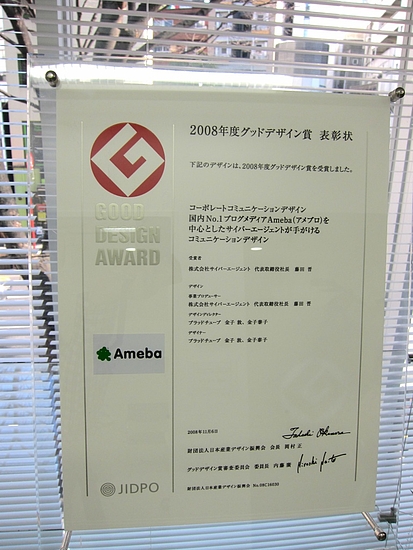 2008年度グッドデザイン賞 表彰状
下記のデザインは、2008年度グッドデザイン賞を受賞しました。
GOOD
DESIGN
AWARD
コーポレートコミュニケーションデザイン
国内No.1ブログメディアAmeba(アメブロ)を
中心としたサイバーエージェントが手がける
コミュニケーションデザイン
受賞者
株式会社サイバーエージェント 代表取締役社長 藤田 晋
デザイン
事業プロデューサー
株式会社サイバーエージェント 代表取締役社長 藤田 晋
デザインディレクター
ブラッドチューブ 金子 敦、金子泰子
デザイナー
ブラッドチューブ 金子 敦、金子泰子
Ameba
2008年11月6日
財団法人日本産業デザイン振興会 会長 岡村 正
グッドデザイン賞審査委員会 委員長 内藤 廣
JIDPO
財団法人日本産業デザイン振興会 No.08C16030